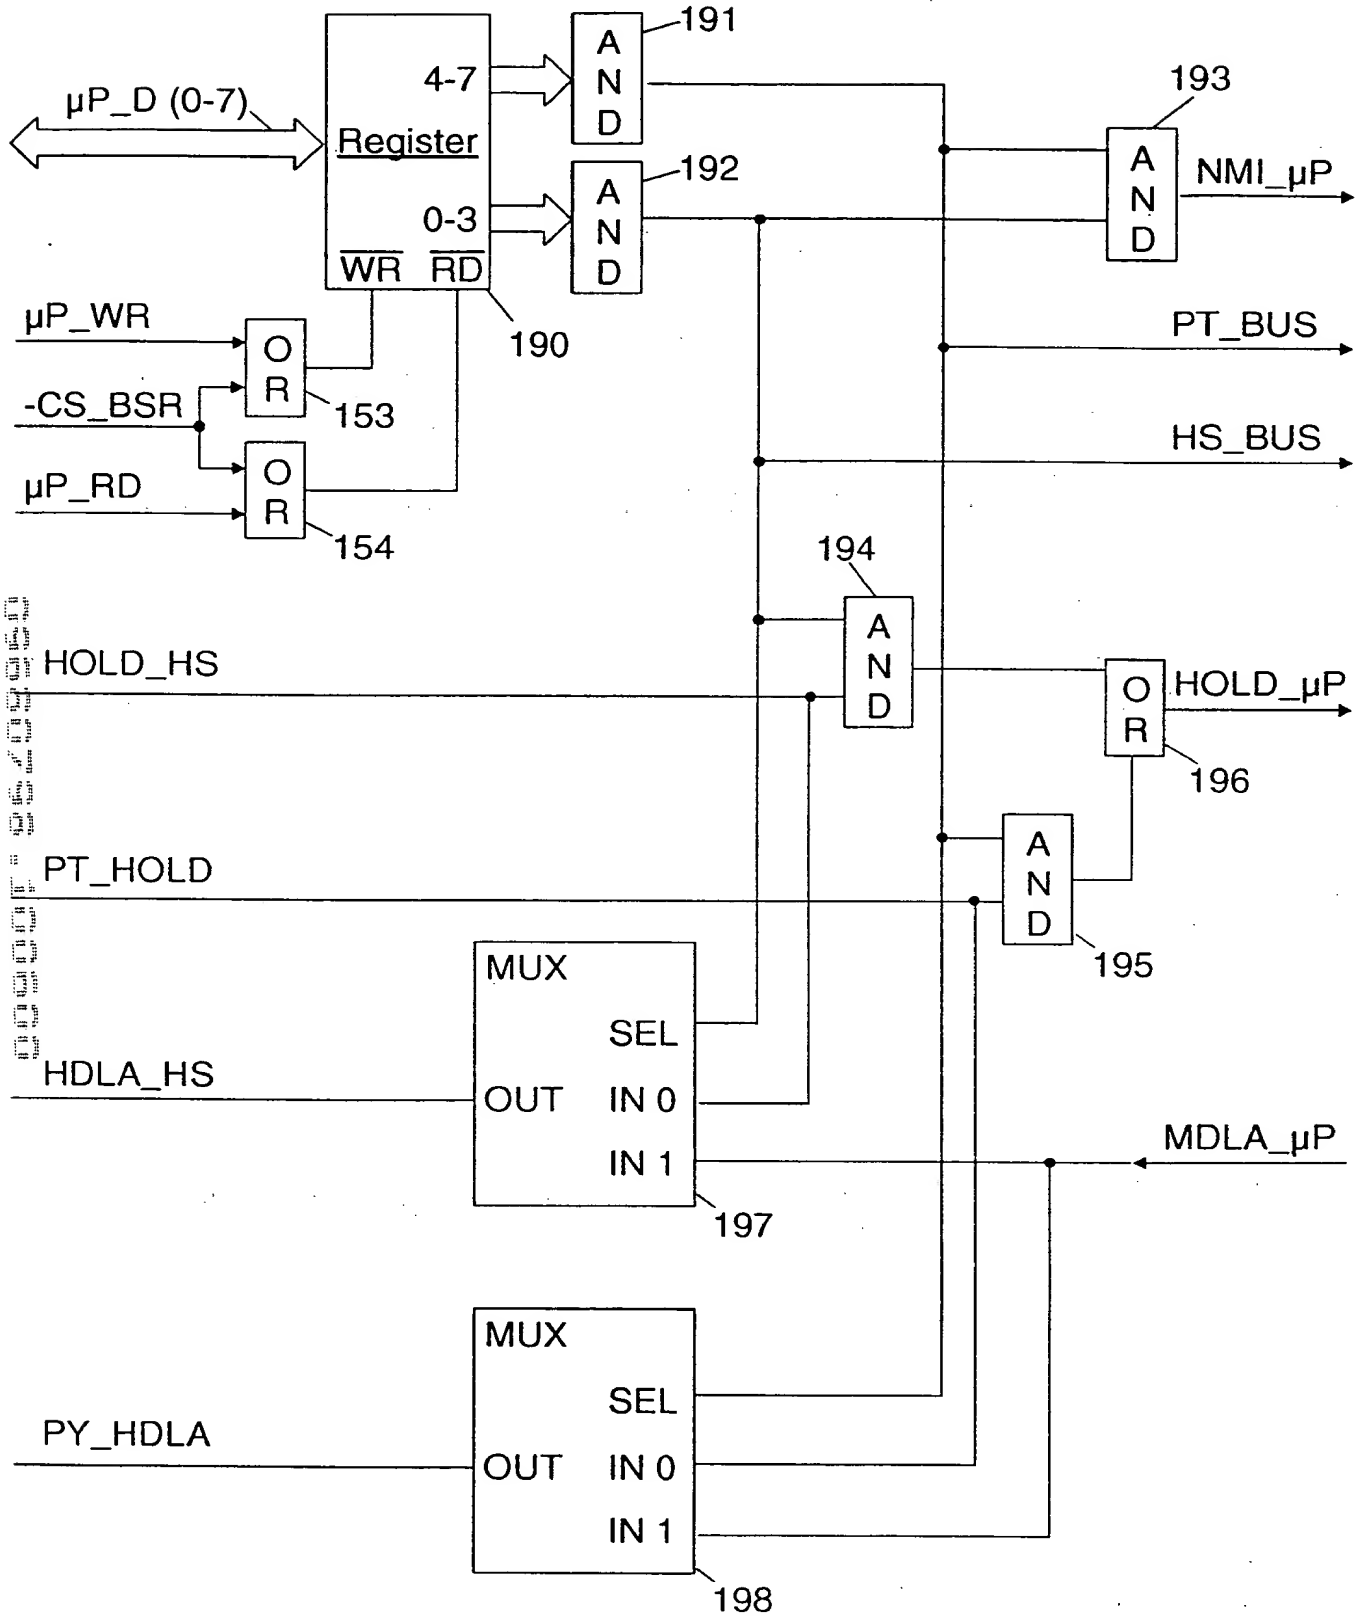 191
A
N
D
4-7
µP_D (0-7)
Register
193
A
N
D
NMI_µP
192
A
N
D
0-3
WR RD
190
µP_WR
O
R
153
-CS_BSR
µP_RD
O
R
154
PT_BUS
HS_BUS
194
A
N
D
HOLD_HS
O
R
HOLD_µP
196
PT_HOLD
A
N
D
195
MUX
SEL
HDLA_HS
OUT IN 0
IN 1
MDLA_µP
197
MUX
SEL
PY_HDLA
OUT IN 0
IN 1
198